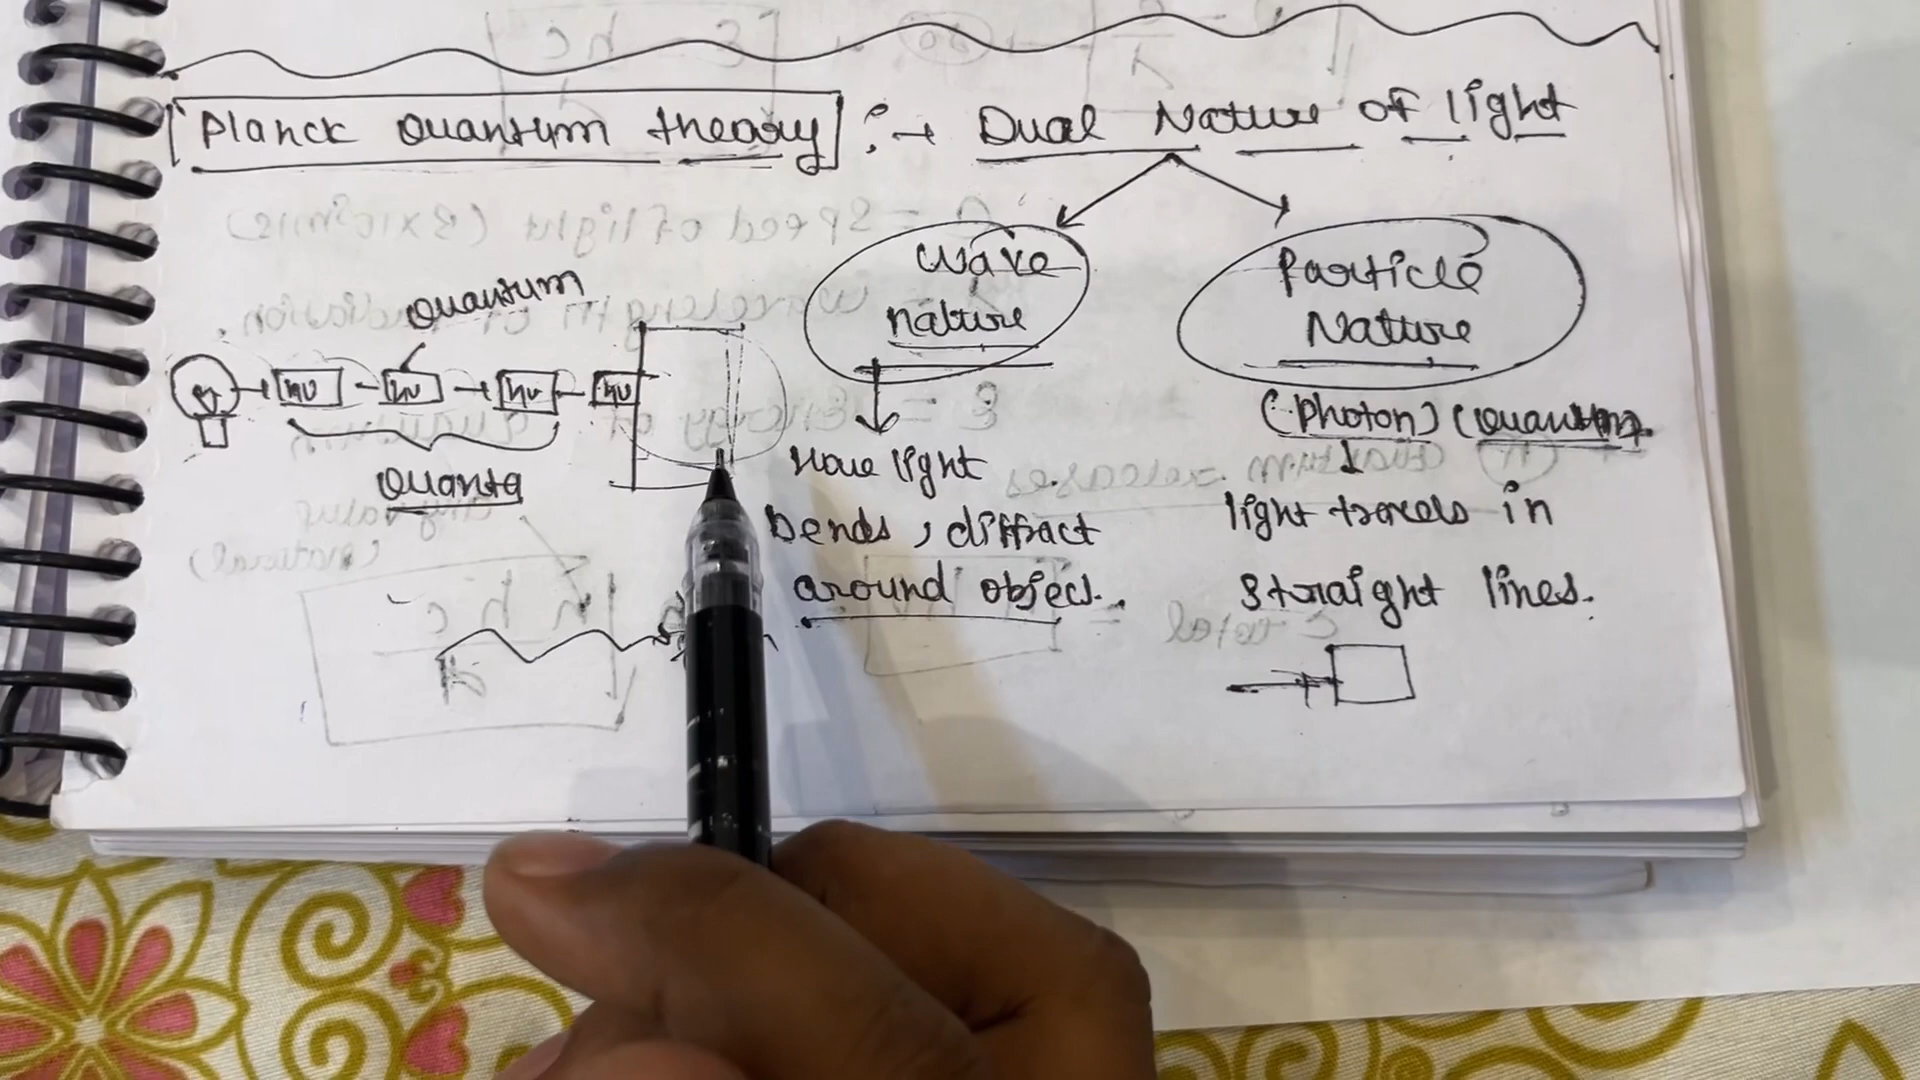 Planck Quantum theory :→ Dual Nature of light
Wave
nature
Particle
Nature
Quantum
hν hν hν hν
Quanta
(Photon) (Quantum)
light
Bends, diffract
around object.
light travels in
straight lines.